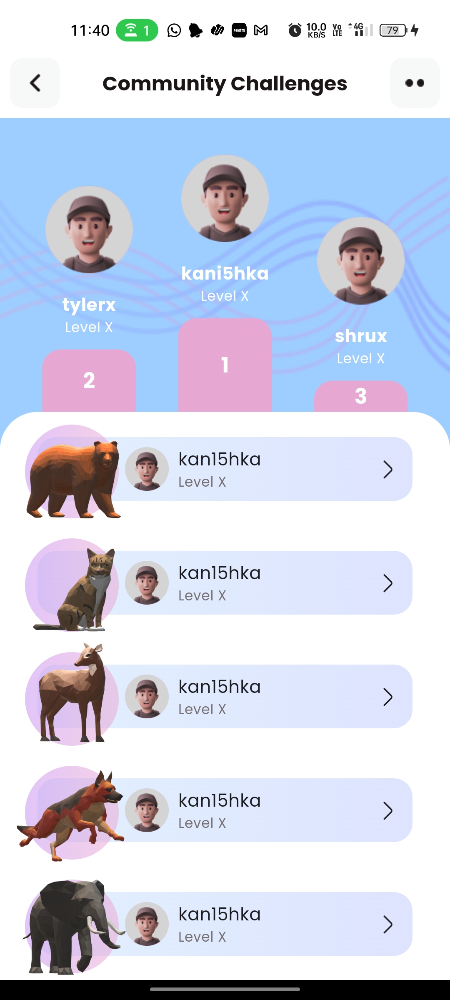 11:40 1 Paytm 10.0 KB/S Vo LTE 4G 79
Community Challenges
kani5hka
Level X
tylerx
Level X
shrux
Level X
1
2
3
kan15hka
Level X
kan15hka
Level X
kan15hka
Level X
kan15hka
Level X
kan15hka
Level X